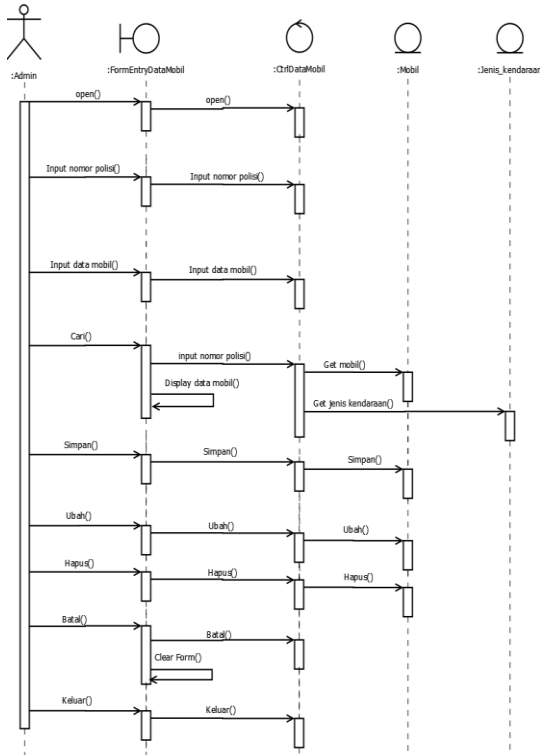 :Admin
:FormEntryDataMobil
:CtrlDataMobil
:Mobil
:Jenis_kendaraan
open()
open()
Input nomor polisi()
Input nomor polisi()
Input data mobil()
Input data mobil()
Cari()
input nomor polisi()
Get mobil()
Display data mobil()
Get jenis kendaraan()
Simpan()
Simpan()
Simpan()
Ubah()
Ubah()
Ubah()
Hapus()
Hapus()
Hapus()
Batal()
Batal()
Clear Form()
Keluar()
Keluar()